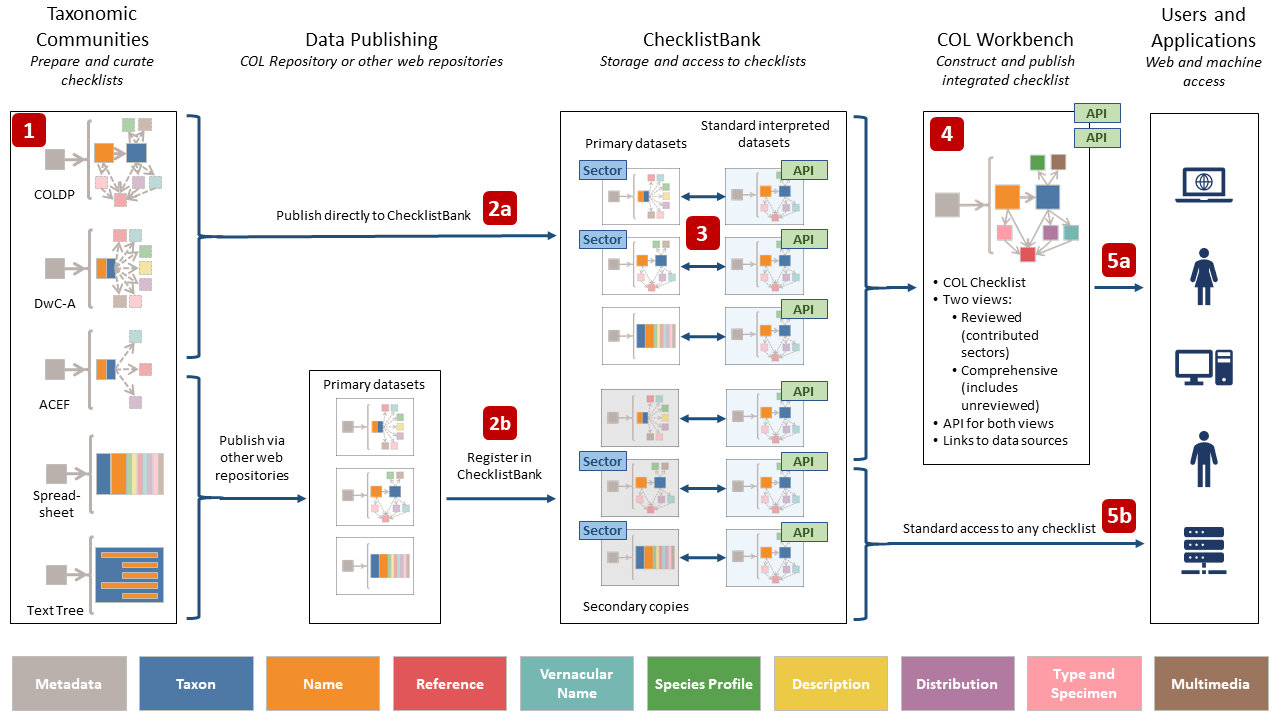 Taxonomic
Communities
Prepare and curate
checklists
Data Publishing
COL Repository or other web repositories
ChecklistBank
Storage and access to checklists
COL Workbench
Construct and publish
integrated checklist
Users and
Applications
Web and machine
access
1
COLDP
DwC-A
ACEF
Spread-
sheet
Text Tree
Publish directly to ChecklistBank
2a
Publish via
other web
repositories
Primary datasets
2b
Register in
ChecklistBank
Primary datasets
Standard interpreted
datasets
Sector
API
3
Sector
API
API
API
Sector
API
Sector
API
Secondary copies
4
API
API
• COL Checklist
• Two views:
• Reviewed
(contributed
sectors)
• Comprehensive
(includes
unreviewed)
• API for both views
• Links to data sources
5a
Standard access to any checklist
5b
Metadata
Taxon
Name
Reference
Vernacular
Name
Species Profile
Description
Distribution
Type and
Specimen
Multimedia